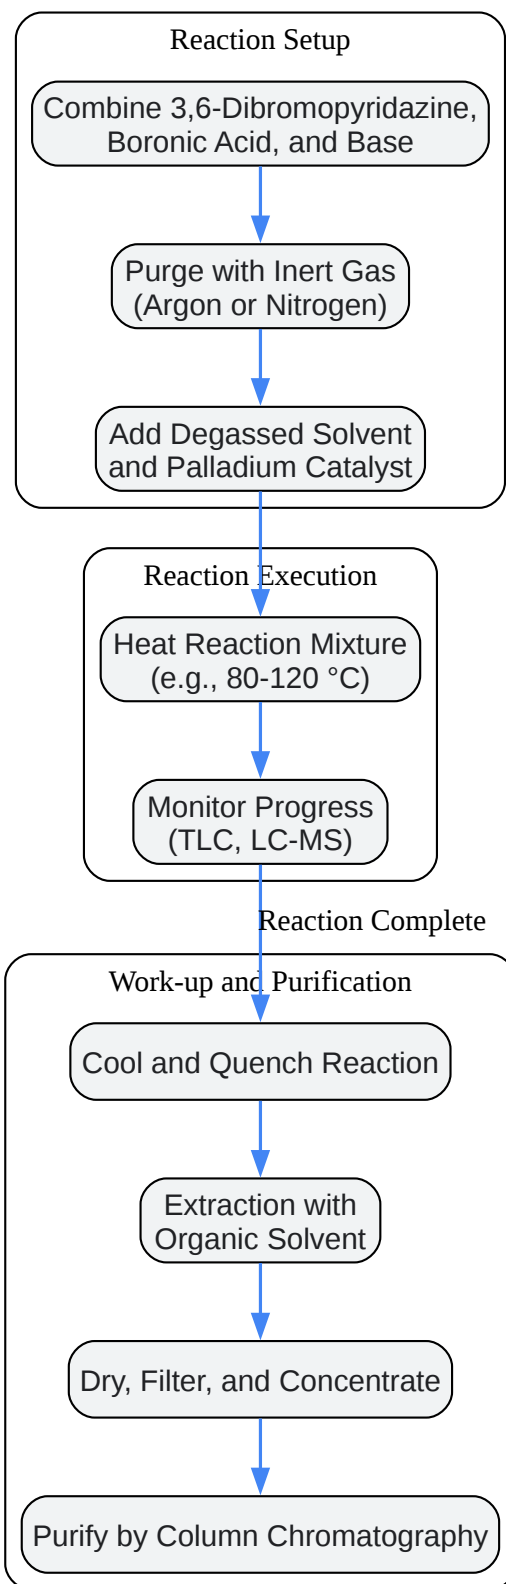 Reaction Setup
Combine 3,6-Dibromopyridazine,
Boronic Acid, and Base
Purge with Inert Gas
(Argon or Nitrogen)
Add Degassed Solvent
and Palladium Catalyst
Reaction Execution
Heat Reaction Mixture
(e.g., 80-120 °C)
Monitor Progress
(TLC, LC-MS)
Reaction Complete
Work-up and Purification
Cool and Quench Reaction
Extraction with
Organic Solvent
Dry, Filter, and Concentrate
Purify by Column Chromatography